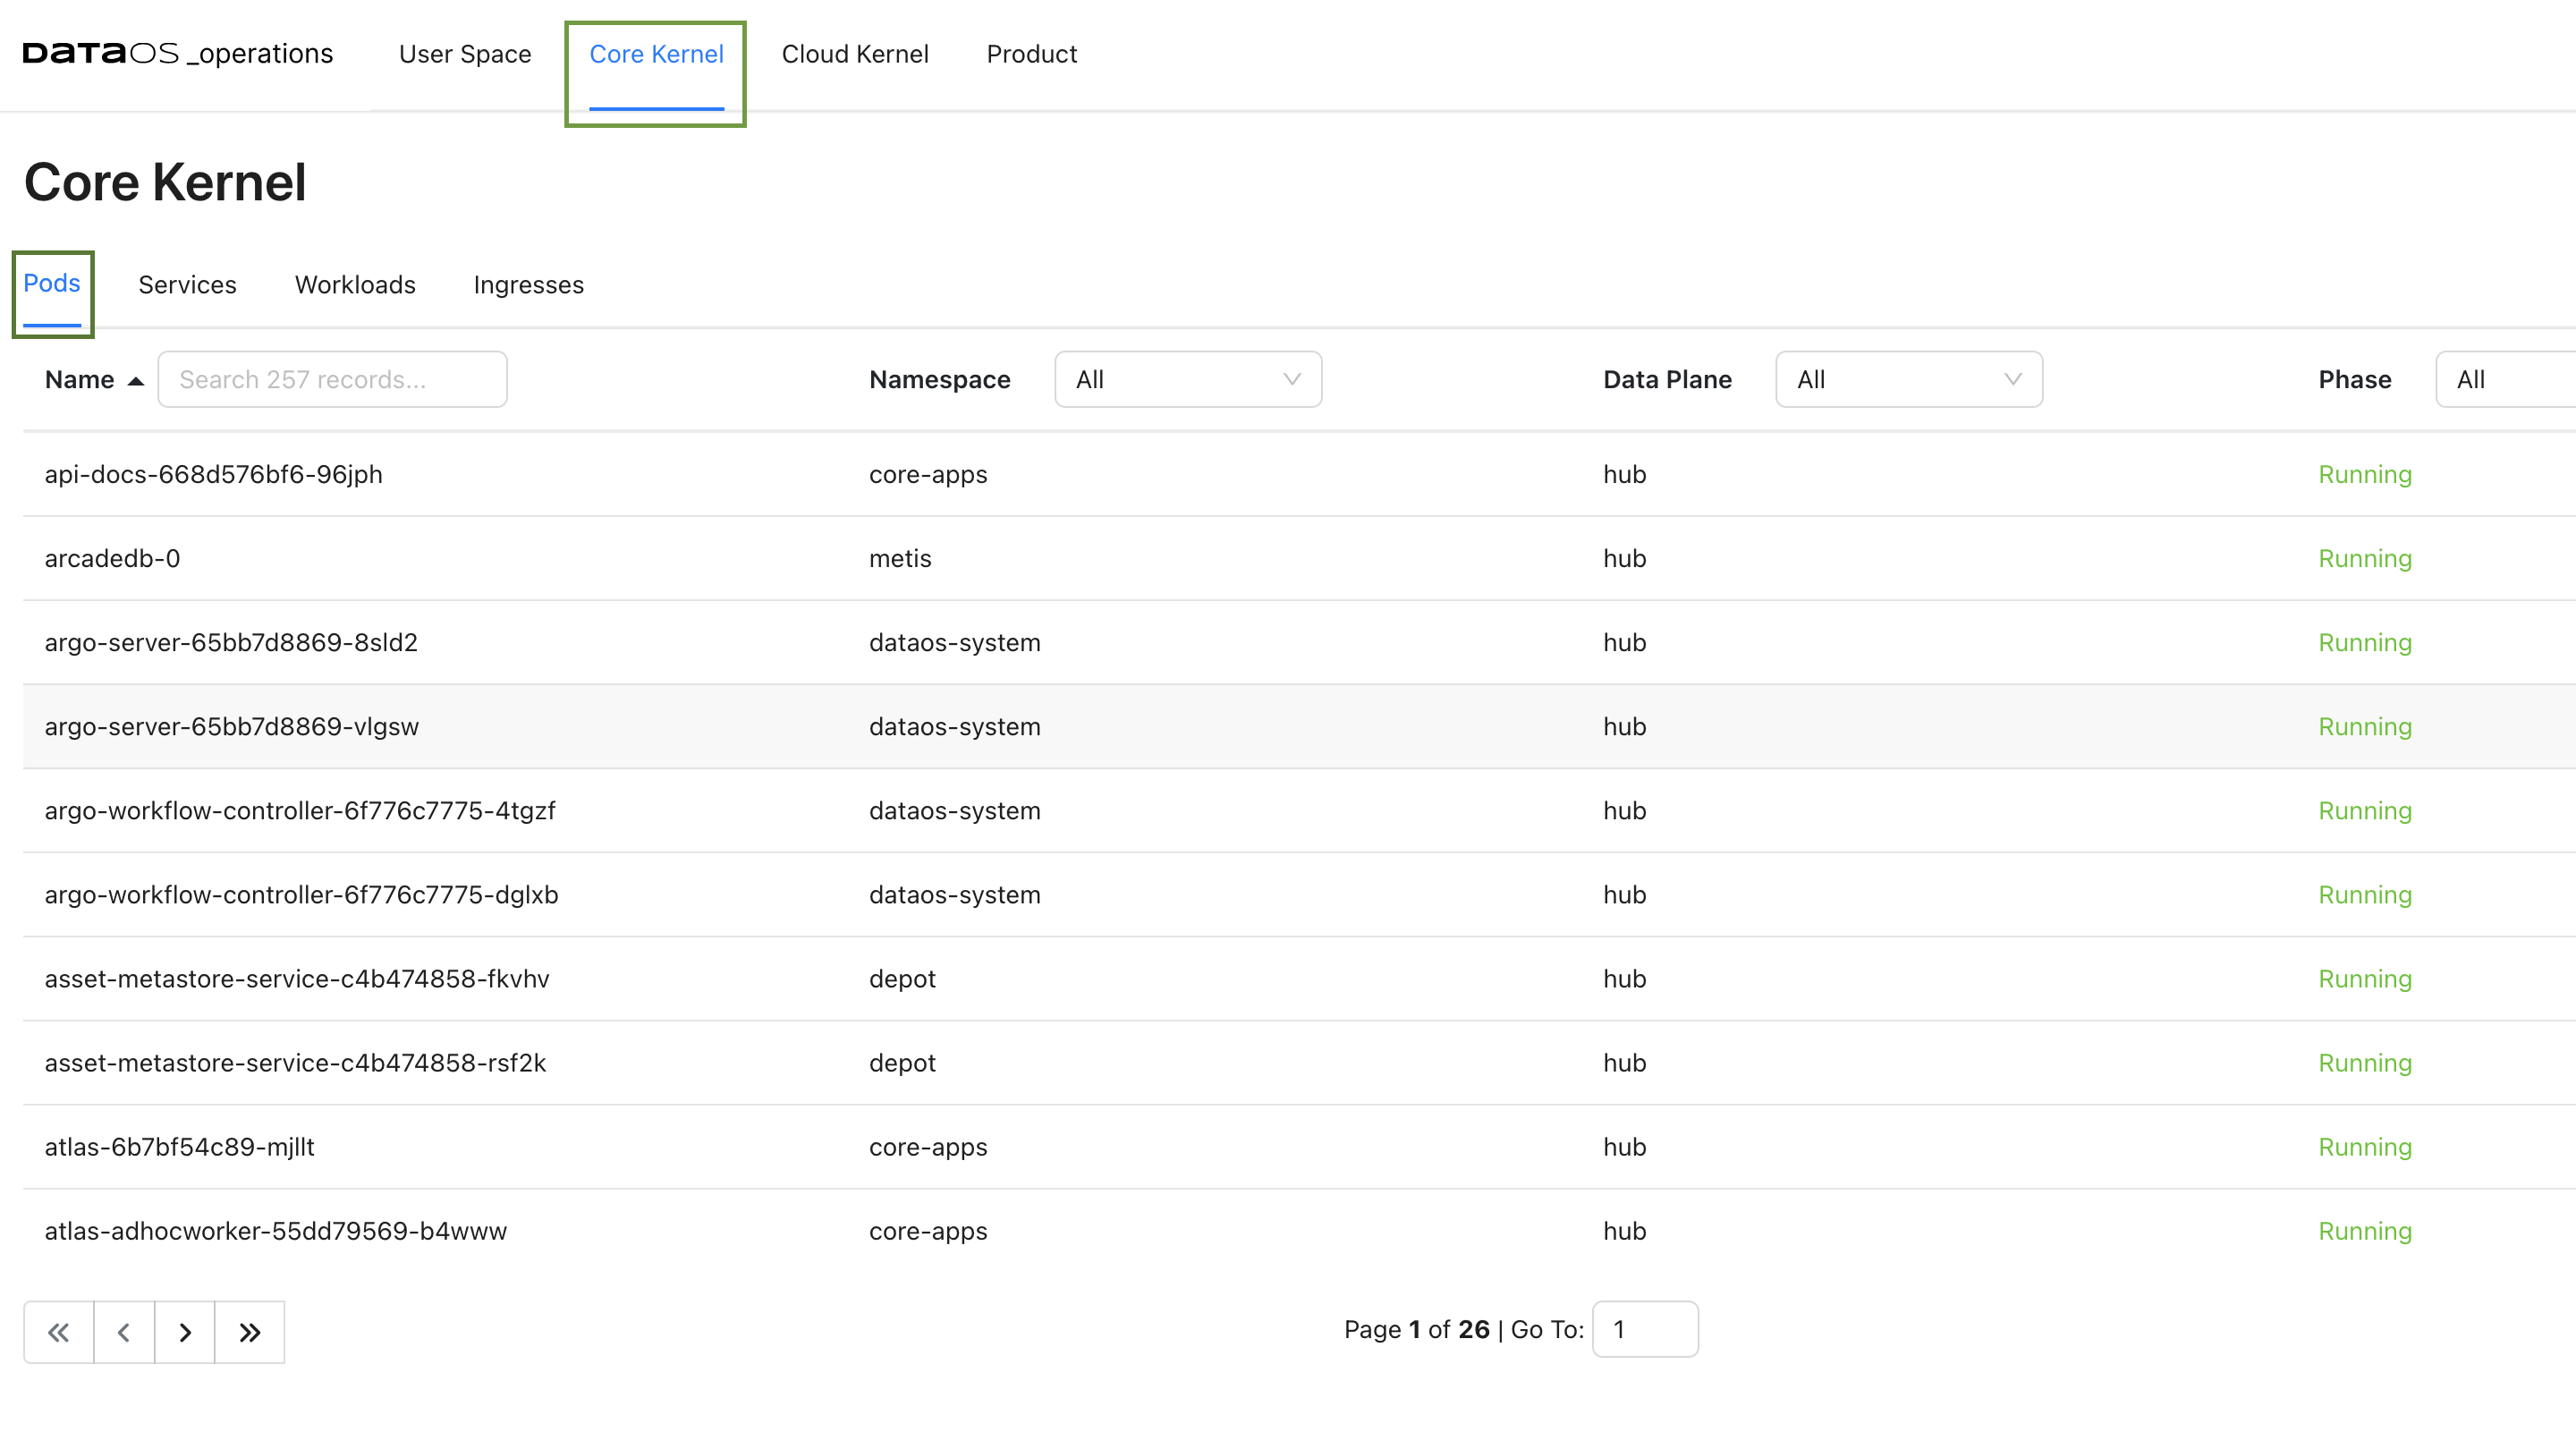 DATAOS _operations User Space Core Kernel Cloud Kernel Product
Core Kernel
Pods Services Workloads Ingresses
Name Search 257 records... Namespace All Data Plane All Phase All
api-docs-668d576bf6-96jph core-apps hub Running
arcadedb-0 metis hub Running
argo-server-65bb7d8869-8sld2 dataos-system hub Running
argo-server-65bb7d8869-vlgsw dataos-system hub Running
argo-workflow-controller-6f776c7775-4tgzf dataos-system hub Running
argo-workflow-controller-6f776c7775-dglxb dataos-system hub Running
asset-metastore-service-c4b474858-fkvhv depot hub Running
asset-metastore-service-c4b474858-rsf2k depot hub Running
atlas-6b7bf54c89-mjllt core-apps hub Running
atlas-adhocworker-55dd79569-b4www core-apps hub Running
Page 1 of 26 | Go To: 1